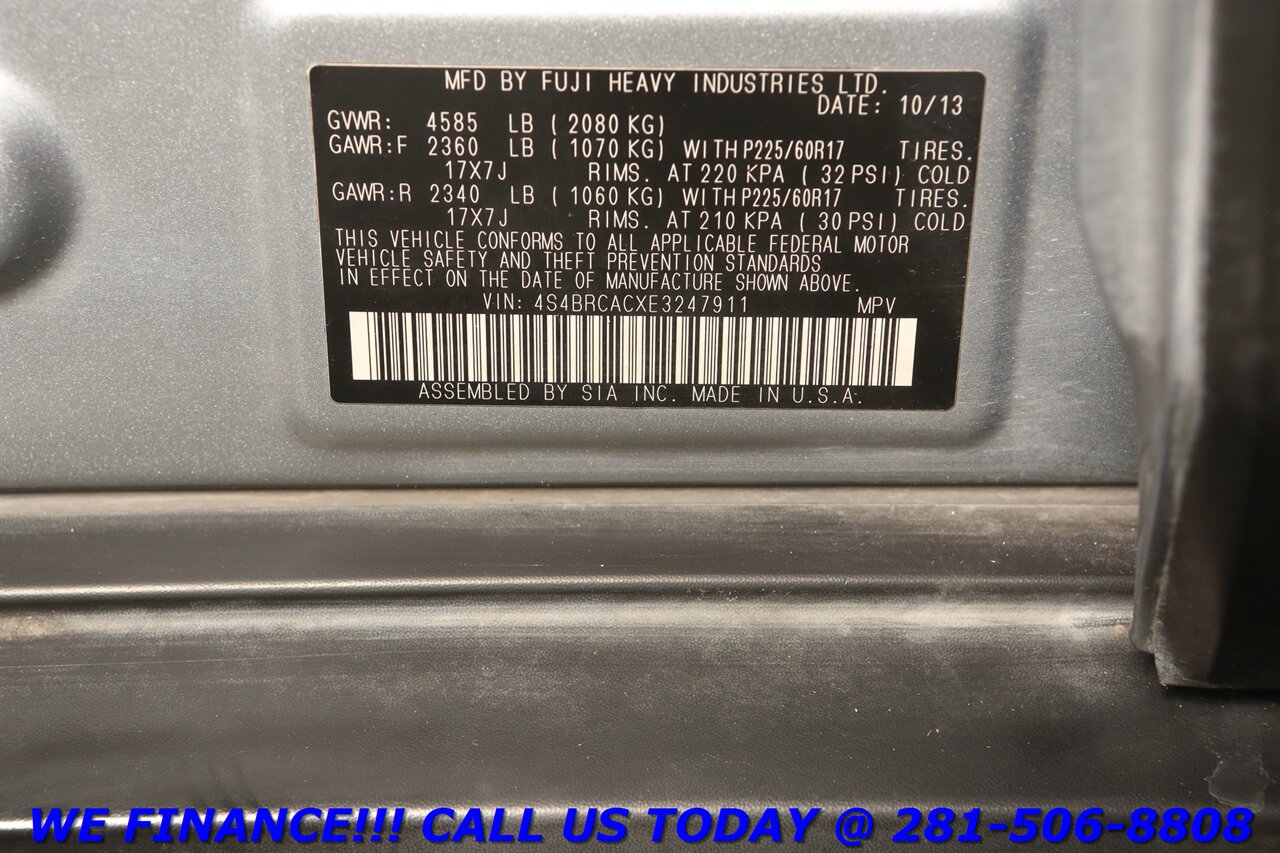 MFD BY FUJI HEAVY INDUSTRIES LTD.
DATE: 10/13
GVWR: 4585 LB ( 2080 KG)
GAWR:F 2360 LB ( 1070 KG) WITH P225/60R17 TIRES.
17X7J RIMS. AT 220 KPA ( 32 PSI) COLD
GAWR:R 2340 LB ( 1060 KG) WITH P225/60R17 TIRES.
17X7J RIMS. AT 210 KPA ( 30 PSI) COLD
THIS VEHICLE CONFORMS TO ALL APPLICABLE FEDERAL MOTOR
VEHICLE SAFETY AND THEFT PREVENTION STANDARDS
IN EFFECT ON THE DATE OF MANUFACTURE SHOWN ABOVE.
VIN: 4S4BRCACXE3247911 MPV
ASSEMBLED BY SIA INC. MADE IN U.S.A.
WE FINANCE!!! CALL US TODAY @ 281-506-8808